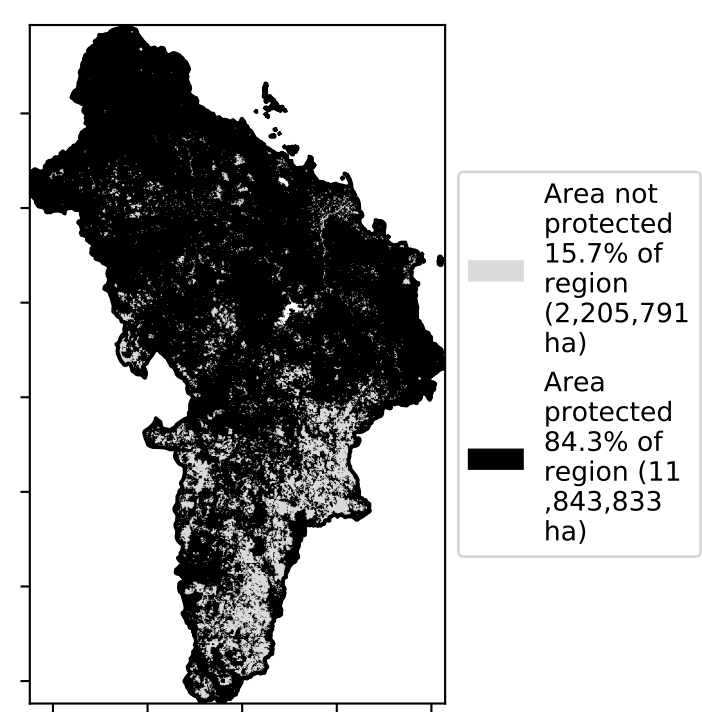 Area not
protected
15.7% of
region
(2,205,791
ha)
Area
protected
84.3% of
region (11
,843,833
ha)